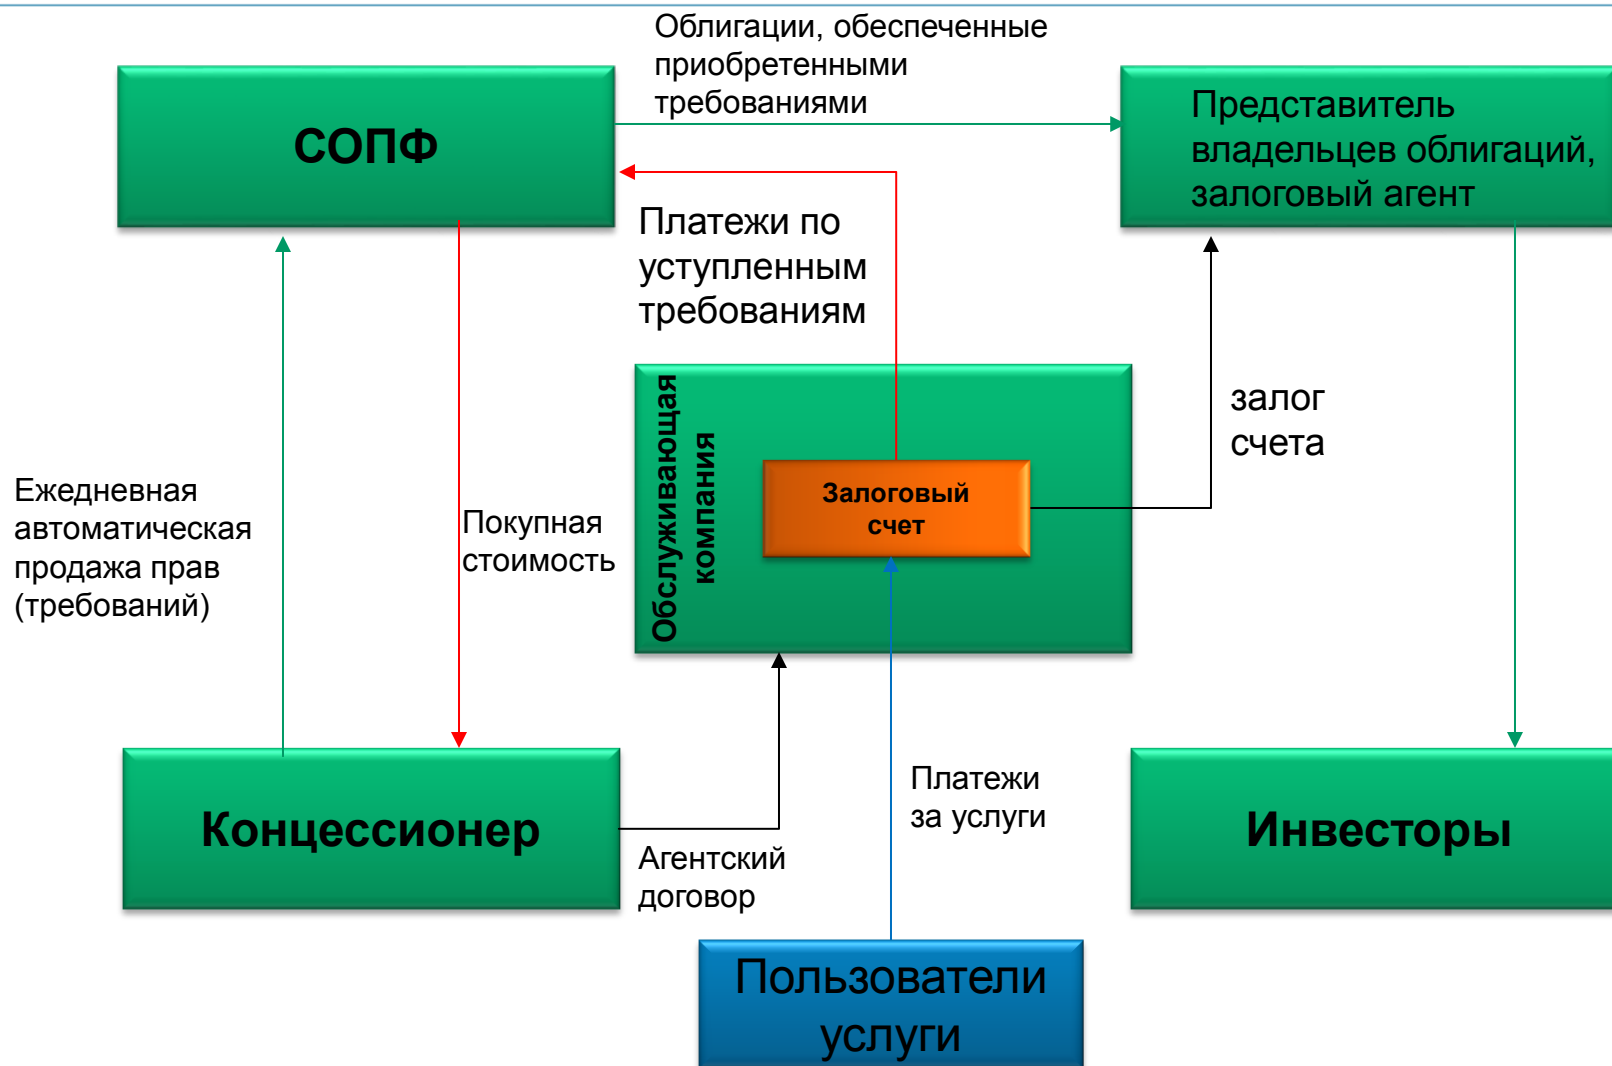 Облигации, обеспеченные
приобретенными
требованиями
СОПФ
Представитель
владельцев облигаций,
залоговый агент
Платежи по
уступленным
требованиям
Обслуживающая
компания
Залоговый
счет
залог
счета
Ежедневная
автоматическая
продажа прав
(требований)
Покупная
стоимость
Концессионер
Агентский
договор
Платежи
за услуги
Инвесторы
Пользователи
услуги